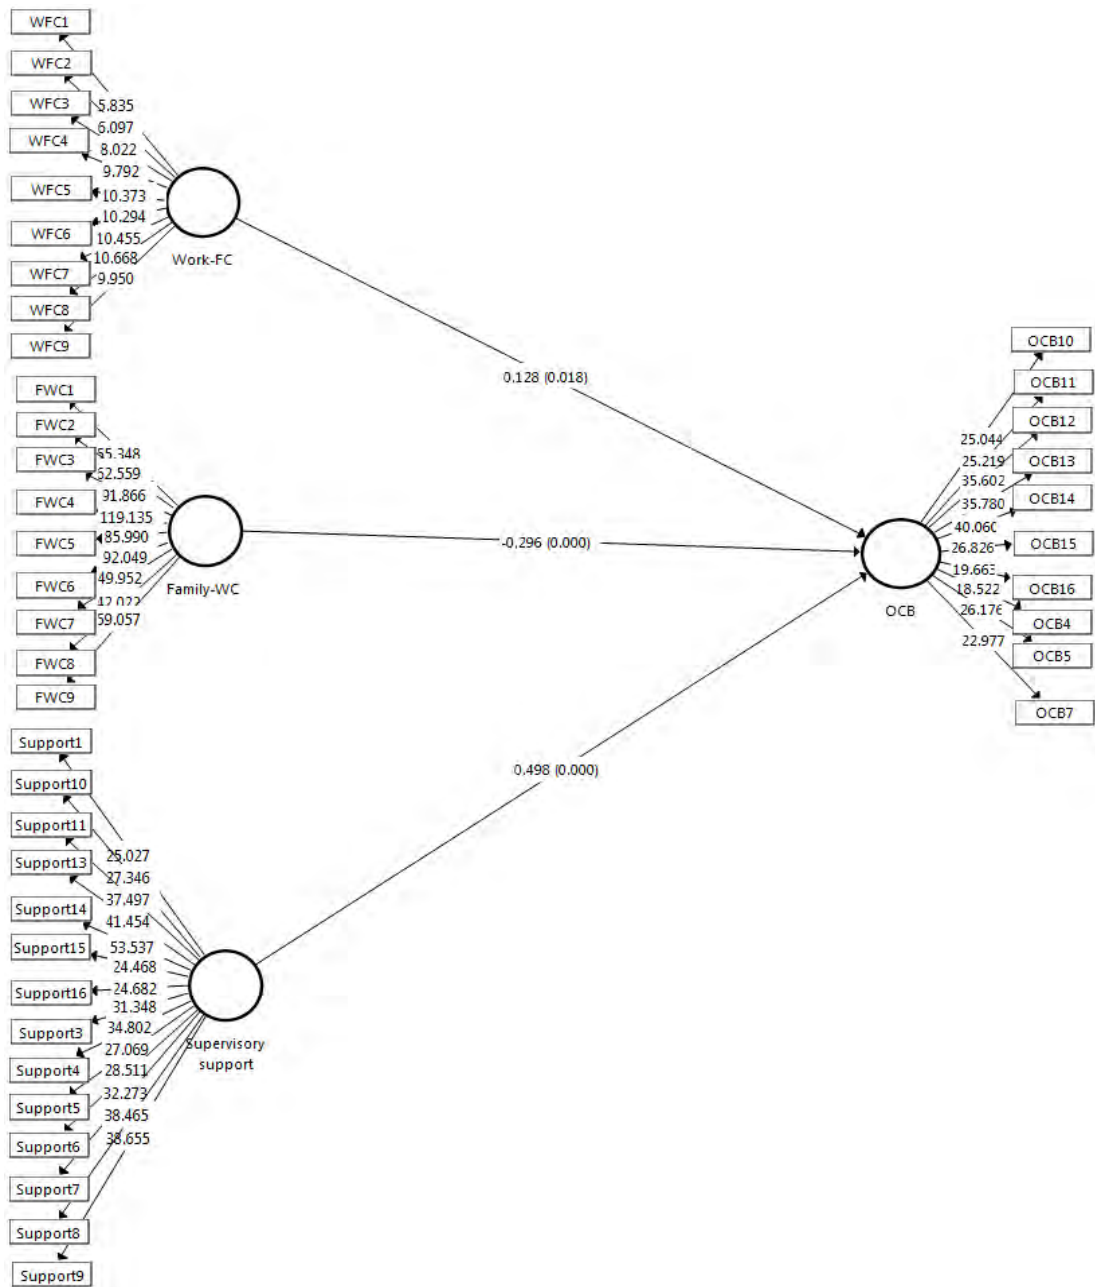 WFC1
WFC2
WFC3
WFC4
WFC5
WFC6
WFC7
WFC8
WFC9
5.835
6.097
8.022
9.792
10.373
10.294
10.455
10.668
9.950
Work-FC
0.128 (0.018)
FWC1
FWC2
FWC3
FWC4
FWC5
FWC6
FWC7
FWC8
FWC9
91.866
119.135
85.990
92.049
49.952
Family-WC
-0.296 (0.000)
Support1
Support10
Support11
Support13
Support14
Support15
Support16
Support3
Support4
Support5
Support6
Support7
Support8
Support9
25.027
27.346
37.497
41.454
53.537
24.468
24.682
31.348
34.802
27.069
28.511
32.273
38.465
38.655
Supervisory
support
0.498 (0.000)
OCB
25.044
25.219
35.602
35.780
40.060
26.826
19.663
18.522
26.176
22.977
OCB10
OCB11
OCB12
OCB13
OCB14
OCB15
OCB16
OCB4
OCB5
OCB7